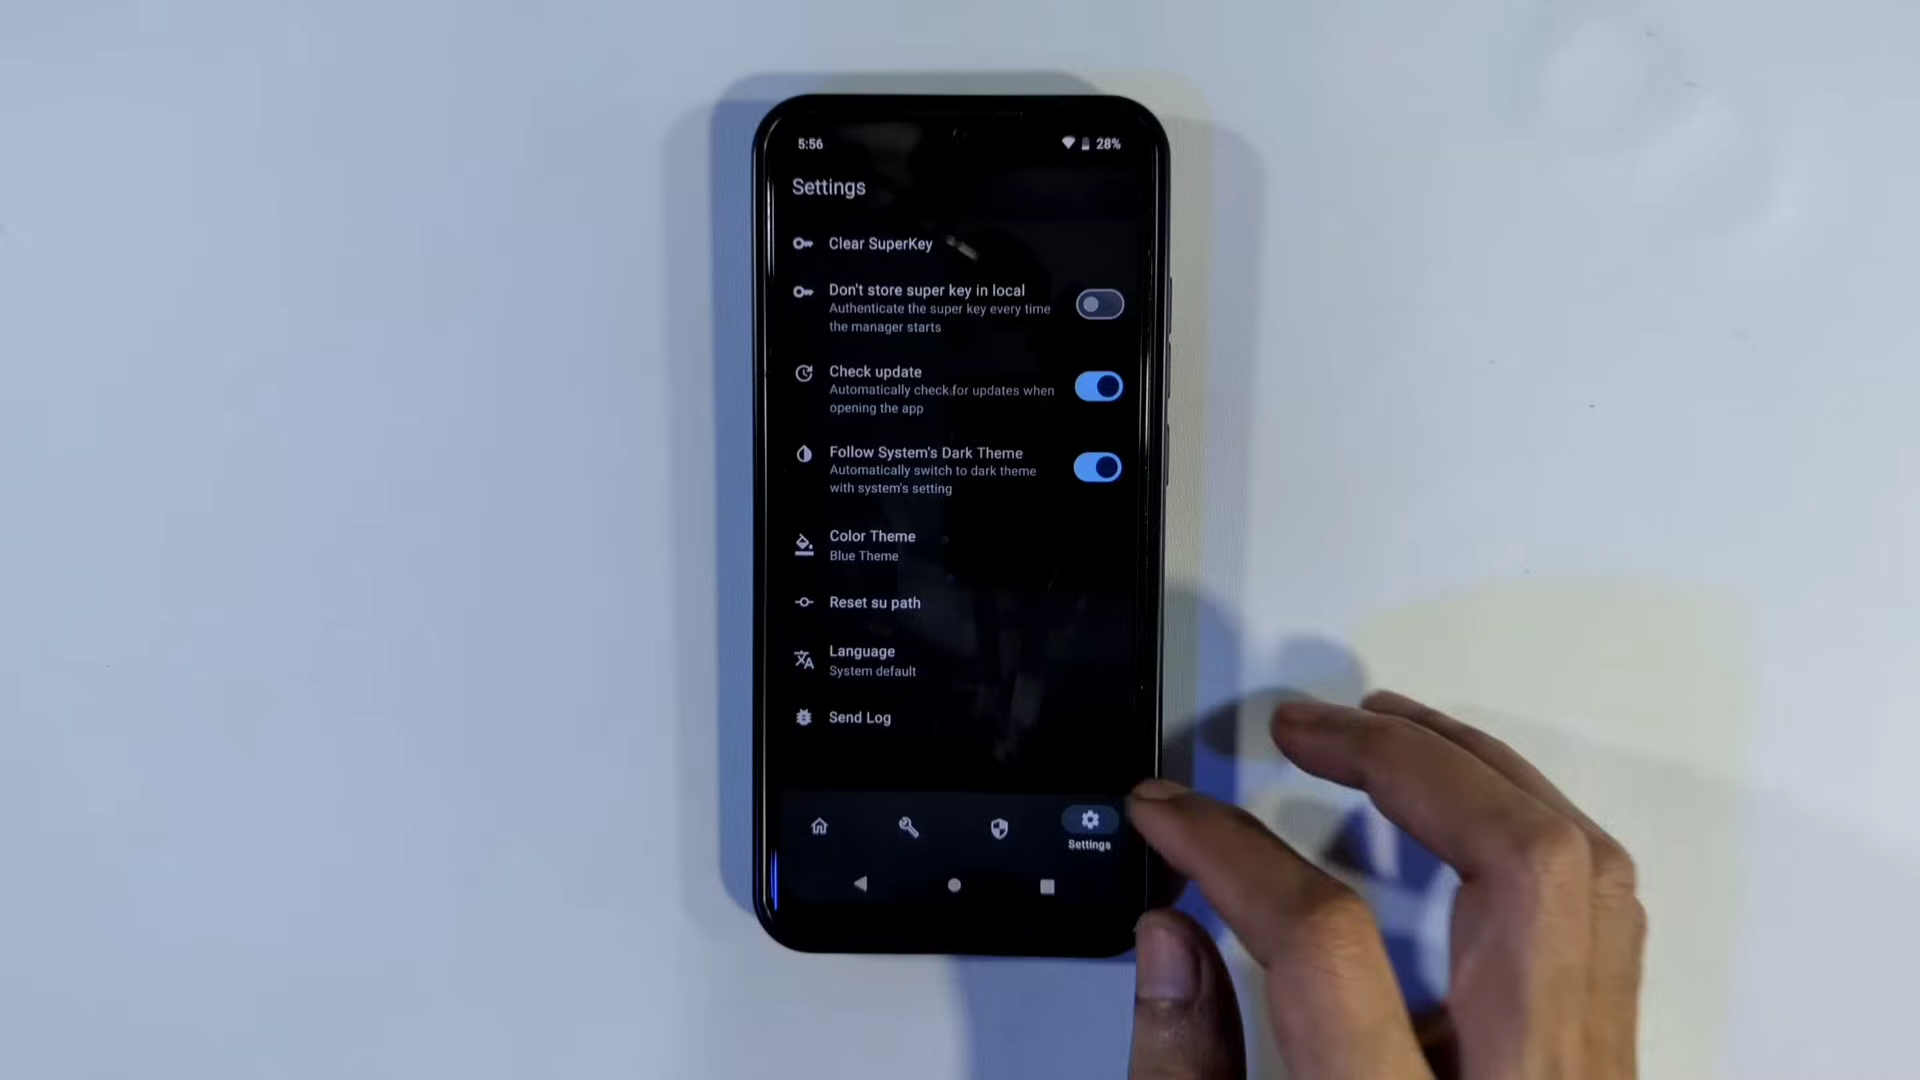 5:56
28%
Settings
Clear SuperKey
Don't store super key in local
Authenticate the super key every time
the manager starts
Check update
Automatically check for updates when
opening the app
Follow System's Dark Theme
Automatically switch to dark theme
with system's setting
Color Theme
Blue Theme
Reset su path
Language
System default
Send Log
Settings